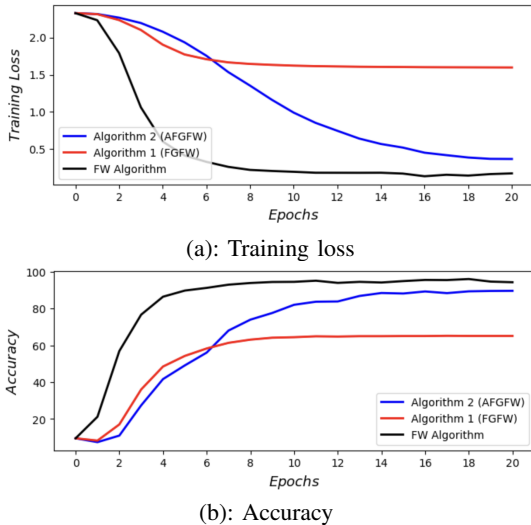 2.0
1.5
1.0
0.5
Training Loss
Algorithm 2 (AFGFW)
Algorithm 1 (FGFW)
FW Algorithm
0 2 4 6 8 10 12 14 16 18 20
Epochs
(a): Training loss
100
80
60
40
20
Accuracy
Algorithm 2 (AFGFW)
Algorithm 1 (FGFW)
FW Algorithm
0 2 4 6 8 10 12 14 16 18 20
Epochs
(b): Accuracy